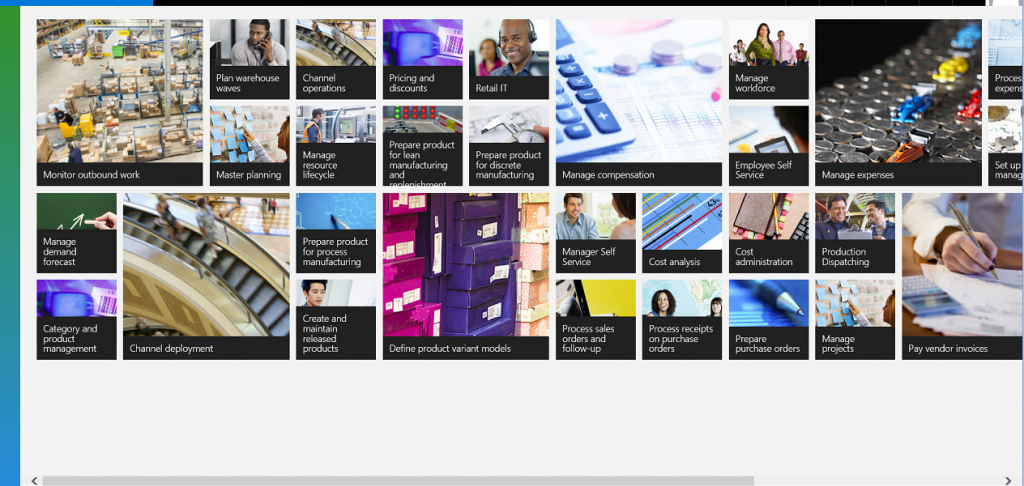 Monitor outbound work
Plan warehouse
waves
Channel
operations
Pricing and
discounts
Retail IT
Manage compensation
Manage
workforce
Manage expenses
Proces
expens
Master planning
Manage
resource
lifecycle
Prepare product
for lean
manufacturing
and
replenishment
Prepare product
for discrete
manufacturing
Employee Self
Service
Set up
manag
Manage
demand
forecast
Channel deployment
Prepare product
for process
manufacturing
Define product variant models
Manager Self
Service
Cost analysis
Cost
administration
Production
Dispatching
Pay vendor invoices
Category and
product
management
Create and
maintain
released
products
Process sales
orders and
follow-up
Process receipts
on purchase
orders
Prepare
purchase orders
Manage
projects